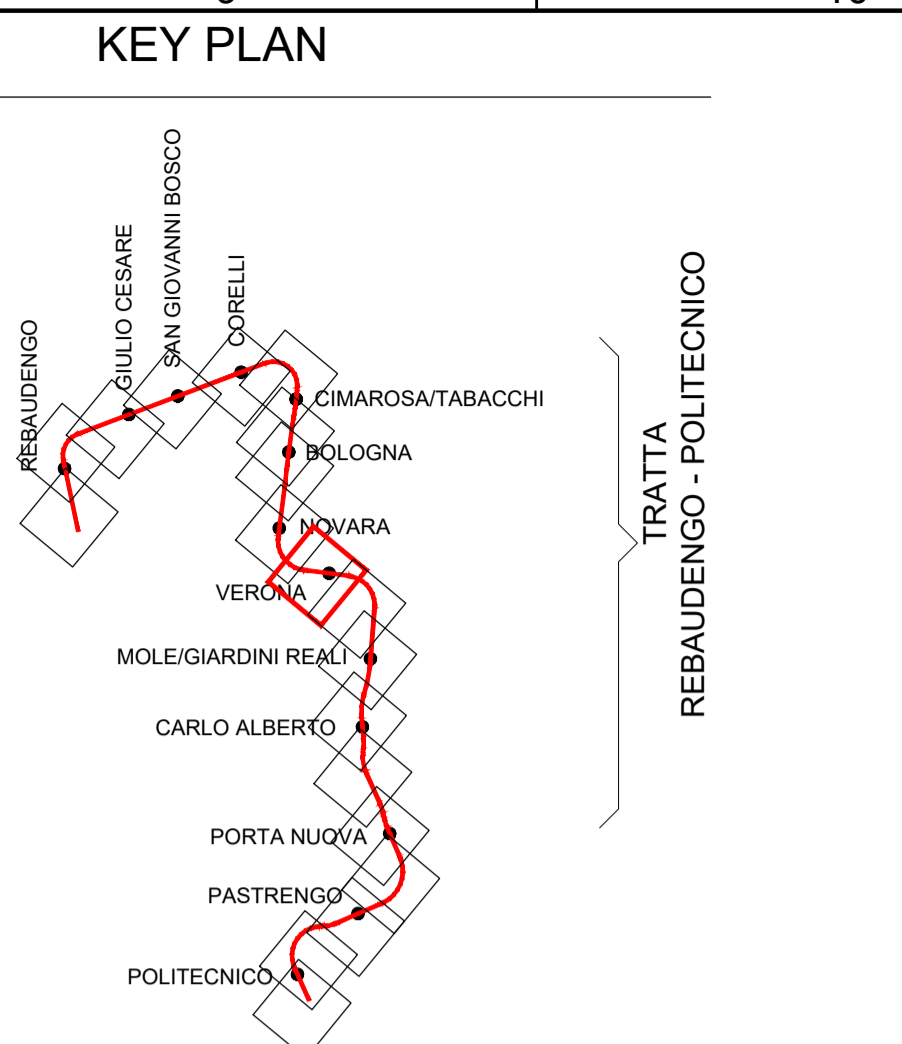 KEY PLAN
REBAUDENGO
GIULIO CESARE
SAN GIOVANNI BOSCO
CORELLI
CIMAROSA/TABACCHI
BOLOGNA
NOVARA
VERONA
MOLE/GIARDINI REALI
CARLO ALBERTO
PORTA NUOVA
PASTRENGO
POLITECNICO
TRATTA
REBAUDENGO - POLITECNICO